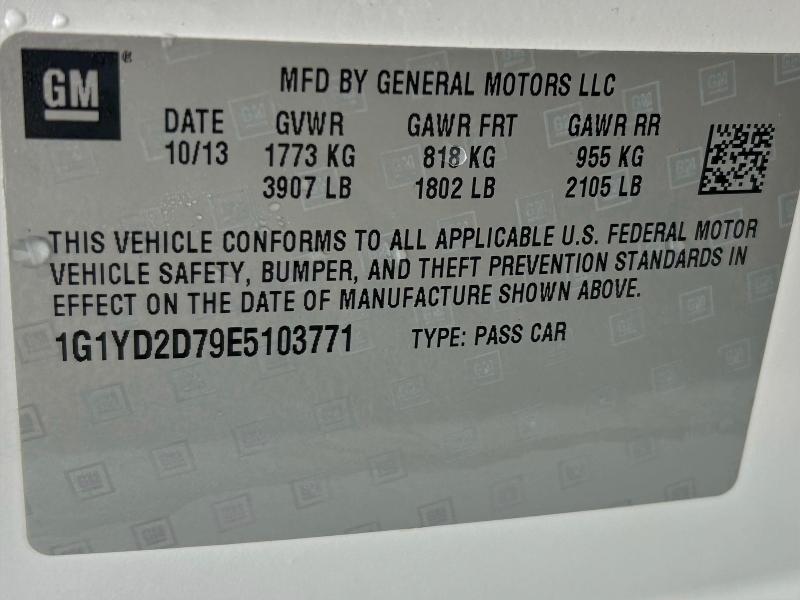 GM ®
MFD BY GENERAL MOTORS LLC
DATE GVWR GAWR FRT GAWR RR
10/13 1773 KG 818 KG 955 KG
3907 LB 1802 LB 2105 LB
THIS VEHICLE CONFORMS TO ALL APPLICABLE U.S. FEDERAL MOTOR
VEHICLE SAFETY, BUMPER, AND THEFT PREVENTION STANDARDS IN
EFFECT ON THE DATE OF MANUFACTURE SHOWN ABOVE.
1G1YD2D79E5103771 TYPE: PASS CAR